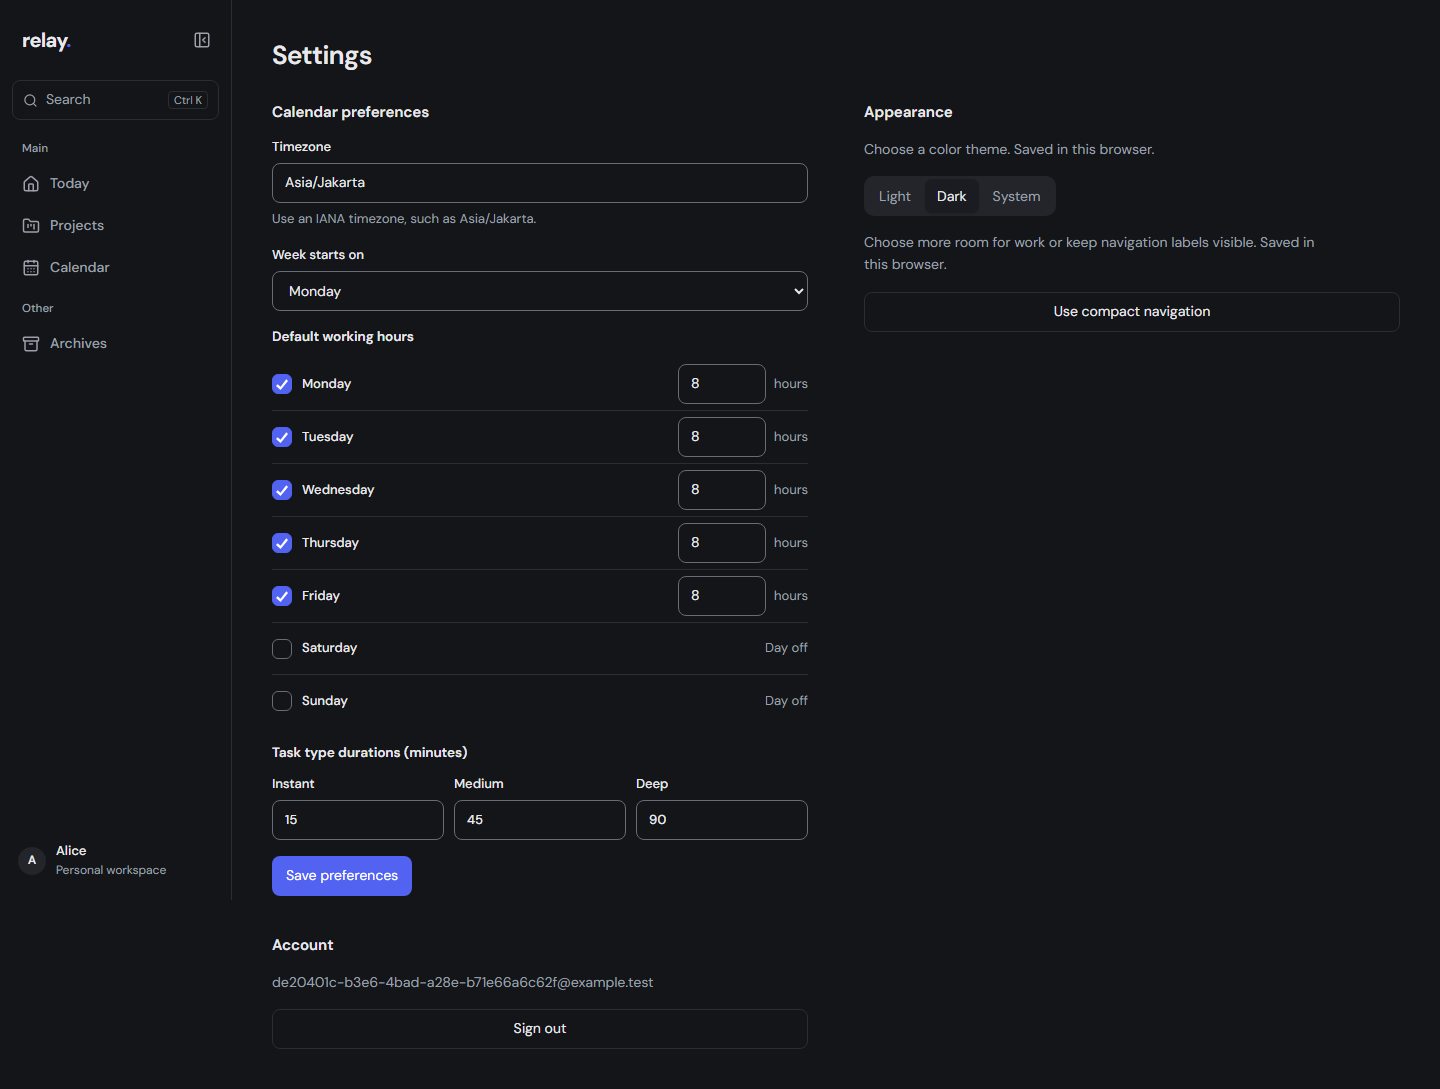 relay.
Search Ctrl K
Main
Today
Projects
Calendar
Other
Archives
Alice
A
Personal workspace
Settings
Calendar preferences
Timezone
Asia/Jakarta
Use an IANA timezone, such as Asia/Jakarta.
Week starts on
Monday
Default working hours
Monday 8 hours
Tuesday 8 hours
Wednesday 8 hours
Thursday 8 hours
Friday 8 hours
Saturday Day off
Sunday Day off
Task type durations (minutes)
Instant Medium Deep
15 45 90
Save preferences
Account
de20401c-b3e6-4bad-a28e-b71e66a6c62f@example.test
Sign out
Appearance
Choose a color theme. Saved in this browser.
Light Dark System
Choose more room for work or keep navigation labels visible. Saved in
this browser.
Use compact navigation